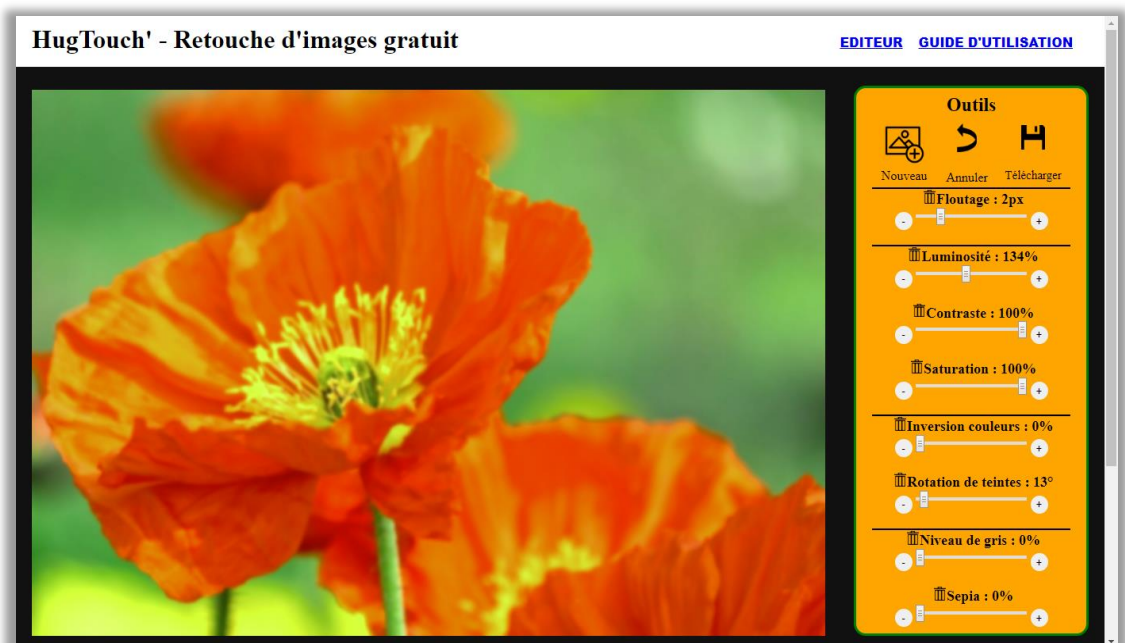 HugTouch' - Retouche d'images gratuit
EDITEUR GUIDE D'UTILISATION
Outils
Nouveau Annuler Télécharger
Floutage : 2px
- +
Luminosité : 134%
- +
Contraste : 100%
- +
Saturation : 100%
- +
Inversion couleurs : 0%
- +
Rotation de teintes : 13°
- +
Niveau de gris : 0%
- +
Sepia : 0%
- +